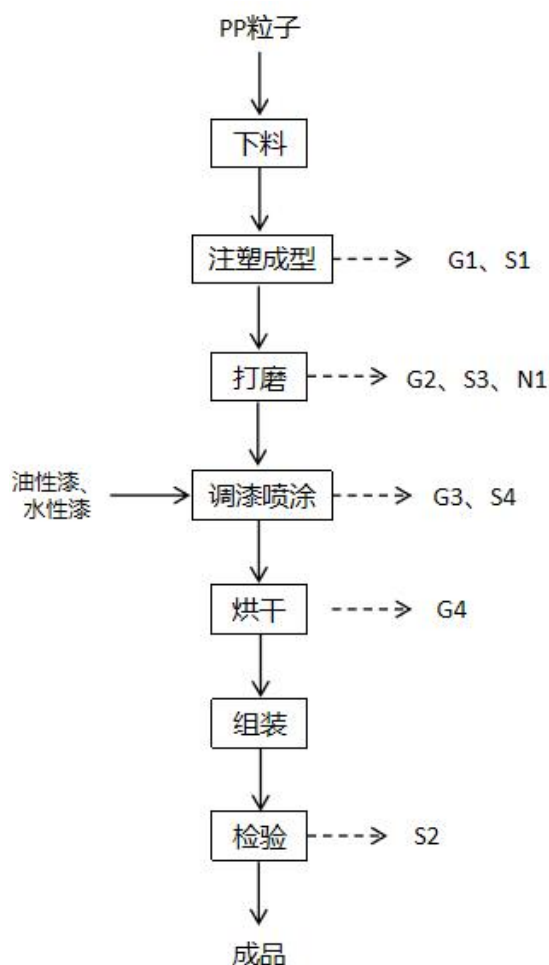 PP粒子
下料
注塑成型
G1、S1
打磨
G2、S3、N1
油性漆、
水性漆
调漆喷涂
G3、S4
烘干
G4
组装
检验
S2
成品